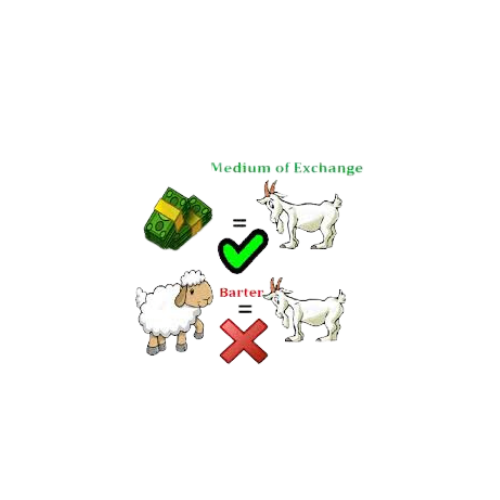 Medium of Exchange
=
Barter
=